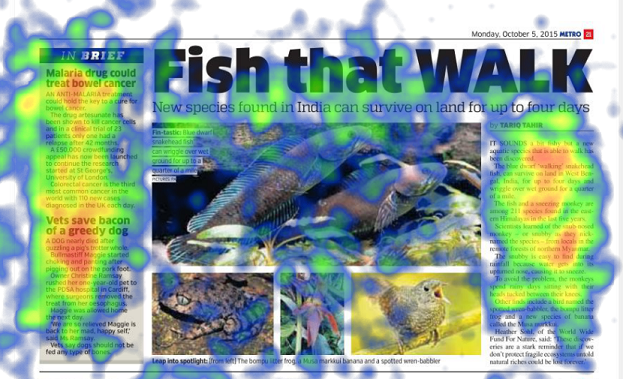 Monday, October 5, 2015 METRO
IN BRIEF
Malaria drug could
treat bowel cancer
AN ANTI-MALARIA treatment
could hold the key to a cure for
bowel cancer.
The drug artesunate has
been shown to kill cancer cells
and in a clinical trial of 23
patients only one had a
relapse after 42 months.
A £50,000 crowdfunding
appeal has now been launched
to continue the research
started at St George's,
University of London.
Colorectal cancer is the third
most common cancer in the
world with 110 new cases
diagnosed in the UK each day.
Vets save bacon
of a greedy dog
A DOG nearly died after
guzzling a pig's trotter whole.
Bullmastiff Maggie started
shaking and panting after
pigging out on the pork foot.
Owner Christine Ramsay
rushed her one-year-old pet to
the PDSA hospital in Cardiff,
where surgeons removed the
treat from her oesophagus.
Maggie was allowed home
the next day.
'We are so relieved Maggie is
back to her mad, happy self,'
said Ms Ramsay.
Vets say dogs should not be
fed any type of bones.
Fish that WALK
New species found in India can survive on land for up to four days
Fin-tastic: Blue dwarf
snakehead fish
can wriggle over wet
ground for up to a
quarter of a mile
by TARIQ TAHIR
IT SOUNDS a bit fishy but a new
aquatic species that is able to walk has
been discovered.
The blue dwarf 'walking' snakehead
fish can survive on land in West Ben-
gal, India, for up to four days and
wriggle over wet ground for a quarter
of a mile.
The fish and a sneezing monkey are
among 211 species found in the east-
ern Himalayas in the last five years.
Scientists learned of the snub-nosed
monkey – or snubby as they nick-
named the species – from locals in the
remote forests of northern Myanmar.
The snubby is easy to find during
rainfall because water gets into its
upturned nose, causing it to sneeze.
To avoid the problem, the monkeys
spend rainy days sitting with their
heads tucked between their knees.
Other finds include a bird named the
spotted wren-babbler, the bompu litter
frog and a new species of banana
called the Musa markkui.
Heather Sohl, of the World Wide
Fund For Nature, said: 'These discov-
eries are a stark reminder that if we
don't protect fragile ecosystems untold
natural riches could be lost forever.'
Leap into spotlight: (from left) The bompu litter frog, a Musa markkui banana and a spotted wren-babbler